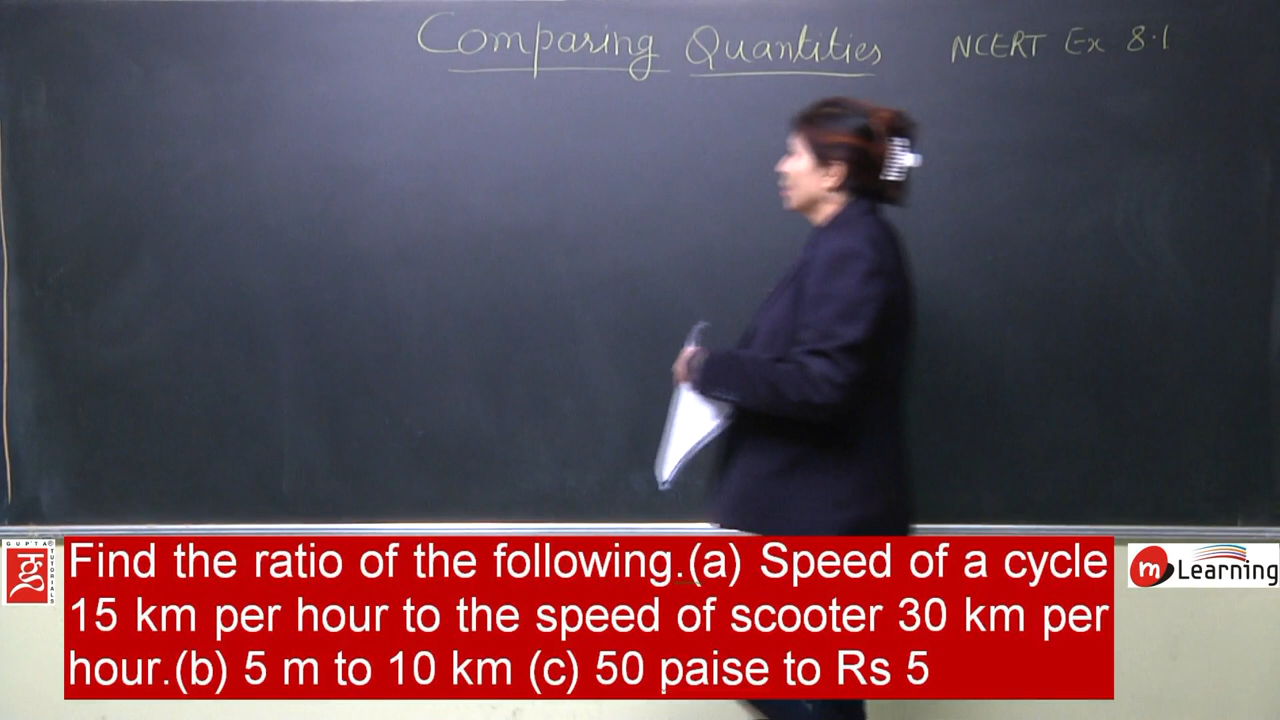 Comparing Quantities NCERT Ex 8.1
Find the ratio of the following.(a) Speed of a cycle
15 km per hour to the speed of scooter 30 km per
hour.(b) 5 m to 10 km (c) 50 paise to Rs 5
GUPTA
TUTORIALS
m Learning